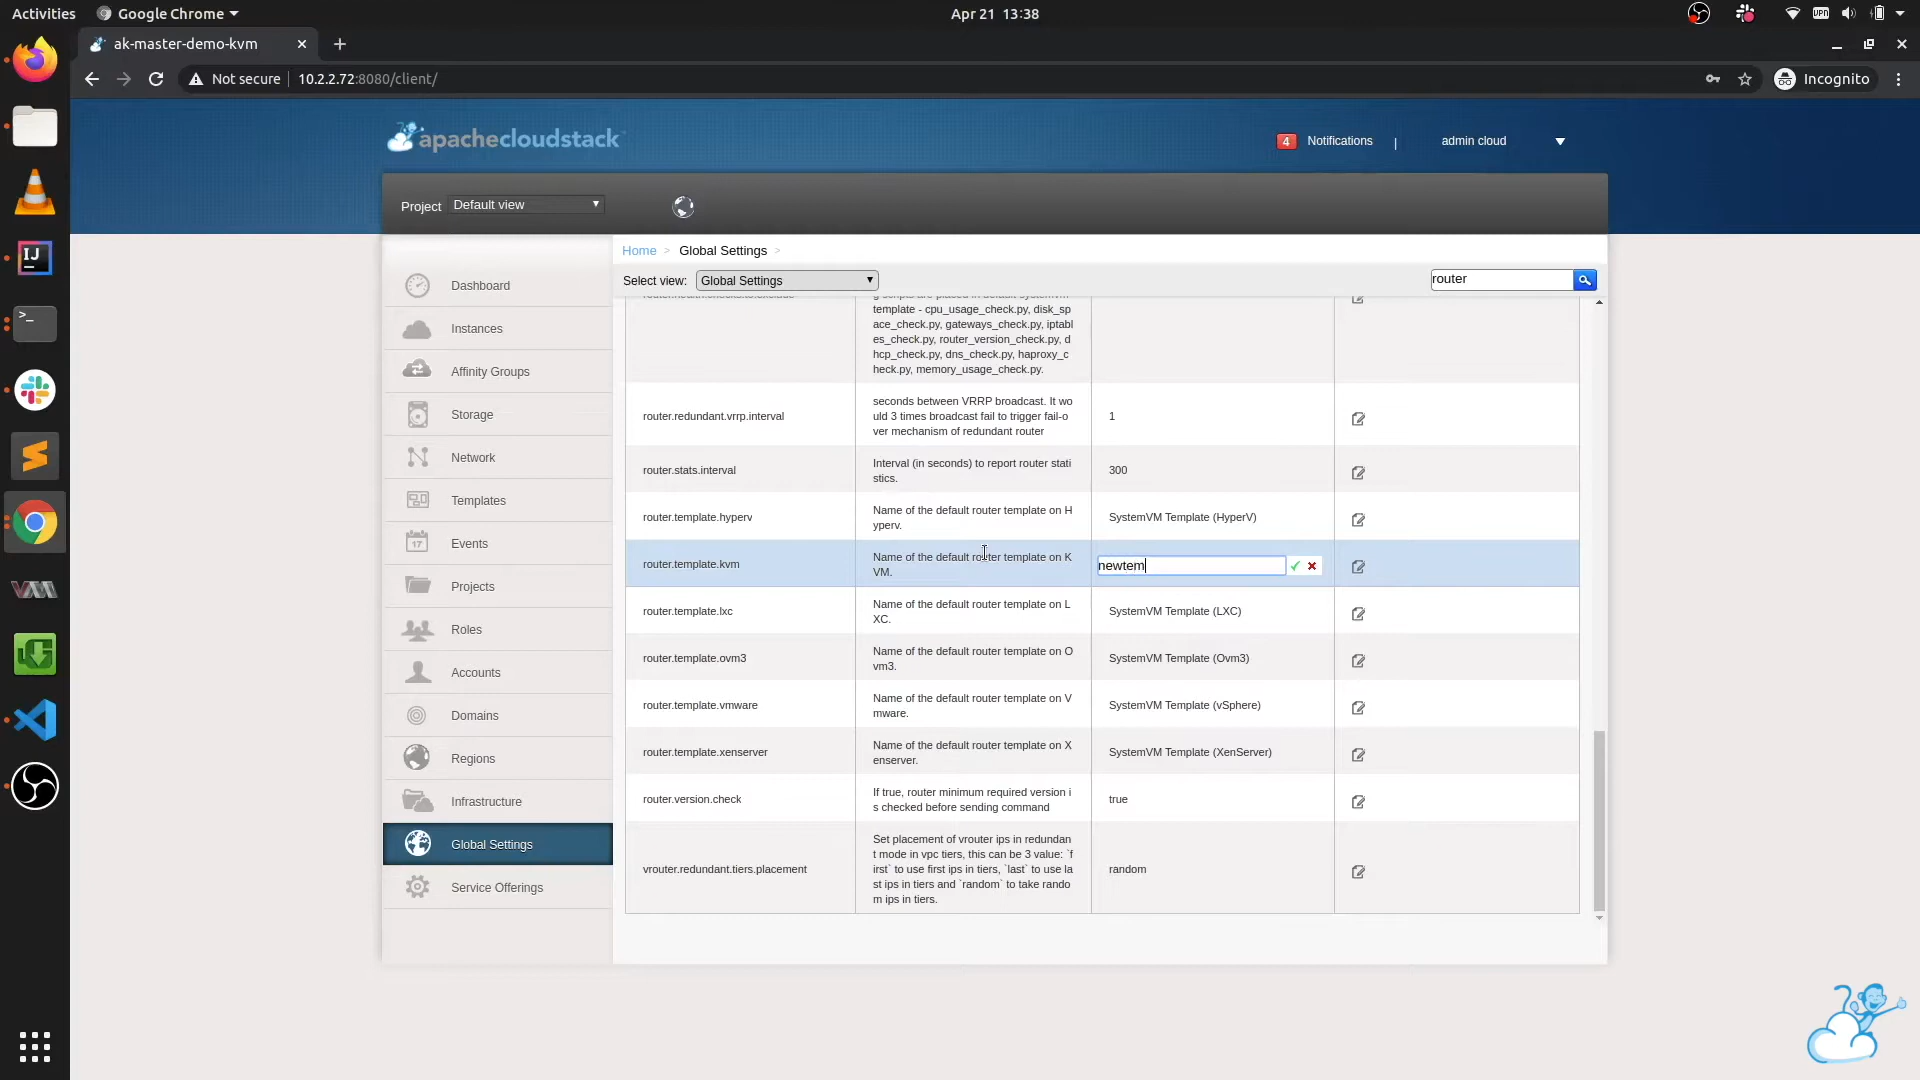 Activities
Google Chrome
Apr 21 13:38
VPN
ak-master-demo-kvm
Not secure
10.2.2.72:8080/client/
Incognito
apachecloudstack
4
Notifications
|
admin cloud
Project
Default view
Home > Global Settings >
Select view:
Global Settings
router
Dashboard
Instances
Affinity Groups
Storage
Network
Templates
17
Events
Projects
Roles
Accounts
Domains
Regions
Infrastructure
Global Settings
Service Offerings
template - cpu_usage_check.py, disk_sp
ace_check.py, gateways_check.py, iptabl
es_check.py, router_version_check.py, d
hcp_check.py, dns_check.py, haproxy_c
heck.py, memory_usage_check.py.
router.redundant.vrrp.interval
seconds between VRRP broadcast. It wo
uld 3 times broadcast fail to trigger fail-o
ver mechanism of redundant router
1
router.stats.interval
Interval (in seconds) to report router stati
stics.
300
router.template.hyperv
Name of the default router template on H
yperv.
SystemVM Template (HyperV)
router.template.kvm
Name of the default router template on K
VM.
newtem
router.template.lxc
Name of the default router template on L
XC.
SystemVM Template (LXC)
router.template.ovm3
Name of the default router template on O
vm3.
SystemVM Template (Ovm3)
router.template.vmware
Name of the default router template on V
mware.
SystemVM Template (vSphere)
router.template.xenserver
Name of the default router template on X
enserver.
SystemVM Template (XenServer)
router.version.check
If true, router minimum required version i
s checked before sending command
true
vrouter.redundant.tiers.placement
Set placement of vrouter ips in redundan
t mode in vpc tiers, this can be 3 value: `f
irst` to use first ips in tiers, `last` to use la
st ips in tiers and `random` to take rando
m ips in tiers.
random